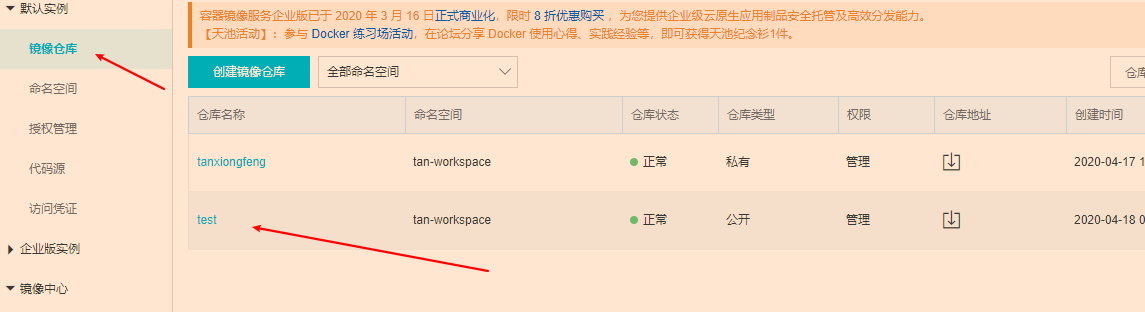 默认实例
镜像仓库
命名空间
授权管理
代码源
访问凭证
企业版实例
镜像中心
容器镜像服务企业版已于 2020 年 3 月 16 日正式商业化，限时 8 折优惠购买 ，为您提供企业级云原生应用制品安全托管及高效分发能力。
【天池活动】：参与 Docker 练习场活动，在论坛分享 Docker 使用心得、实践经验等，即可获得天池纪念衫1件。
创建镜像仓库 全部命名空间 仓库
仓库名称 命名空间 仓库状态 仓库类型 权限 仓库地址 创建时间
tanxiongfeng tan-workspace 正常 私有 管理 2020-04-17 1
test tan-workspace 正常 公开 管理 2020-04-18 0